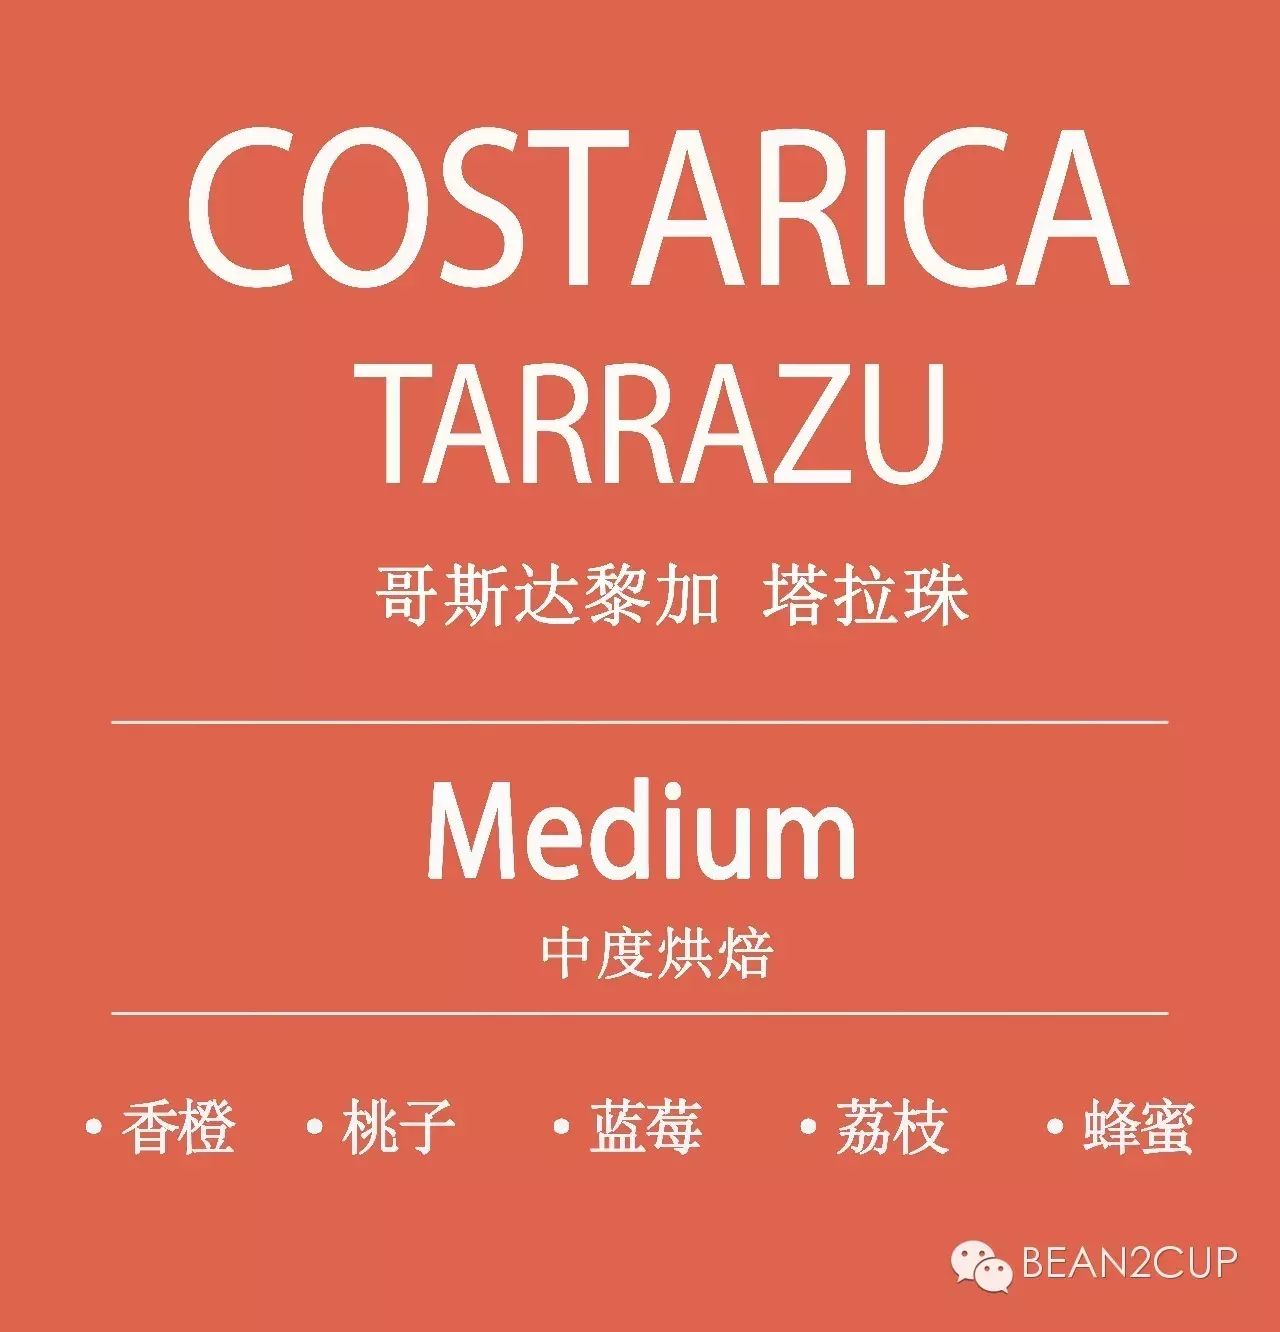 COSTARICA
TARRAZU
哥斯达黎加 塔拉珠
Medium
中度烘焙
• 香橙 • 桃子 • 蓝莓 • 荔枝 • 蜂蜜
BEAN2CUP